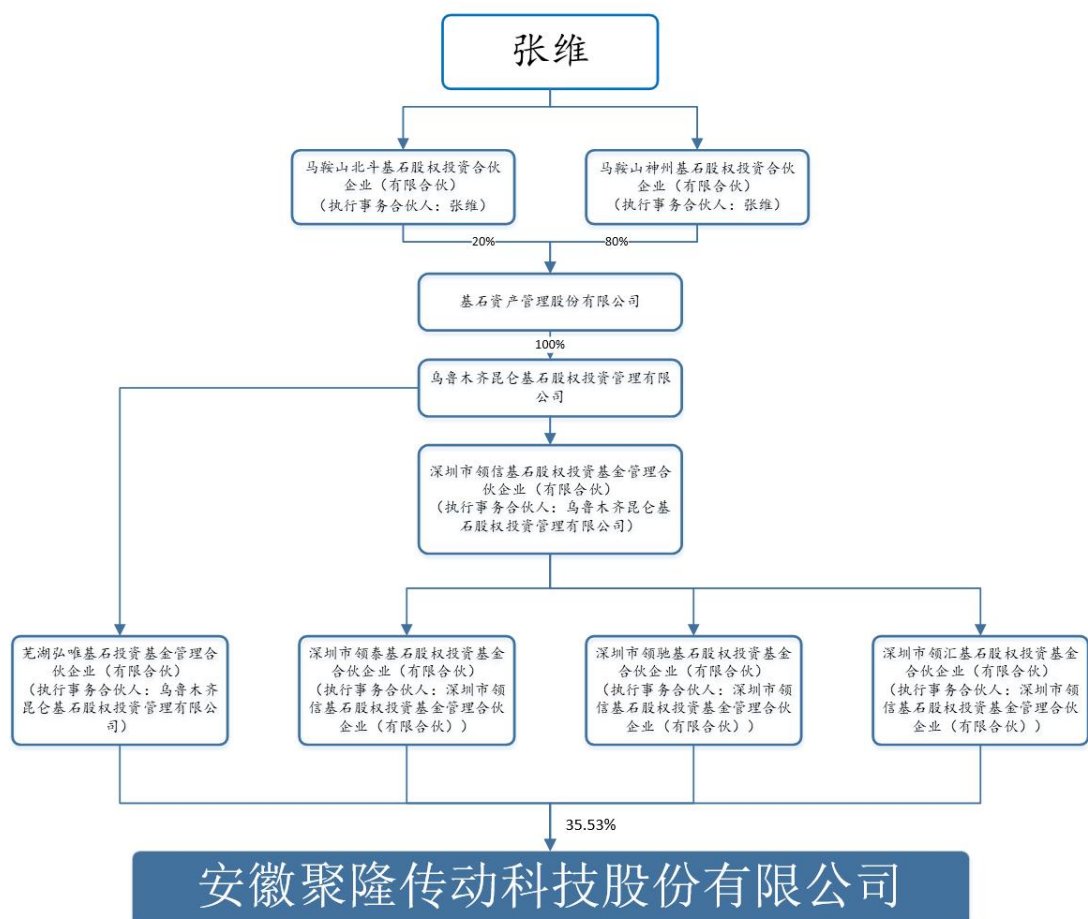 张维
马鞍山北斗基石股权投资合伙
企业（有限合伙）
（执行事务合伙人：张维）
马鞍山神州基石股权投资合伙
企业（有限合伙）
（执行事务合伙人：张维）
20%
80%
基石资产管理股份有限公司
100%
乌鲁木齐昆仑基石股权投资管理有限
公司
深圳市领信基石股权投资基金管理合
伙企业（有限合伙）
（执行事务合伙人：乌鲁木齐昆仑基
石股权投资管理有限公司）
芜湖弘唯基石投资基金管理合
伙企业（有限合伙）
（执行事务合伙人：乌鲁木齐
昆仑基石股权投资管理有限公
司）
深圳市领泰基石股权投资基金
合伙企业（有限合伙）
（执行事务合伙人：深圳市领
信基石股权投资基金管理合伙
企业（有限合伙））
深圳市领驰基石股权投资基金
合伙企业（有限合伙）
（执行事务合伙人：深圳市领
信基石股权投资基金管理合伙
企业（有限合伙））
深圳市领汇基石股权投资基金
合伙企业（有限合伙）
（执行事务合伙人：深圳市领
信基石股权投资基金管理合伙
企业（有限合伙））
35.53%
安徽聚隆传动科技股份有限公司